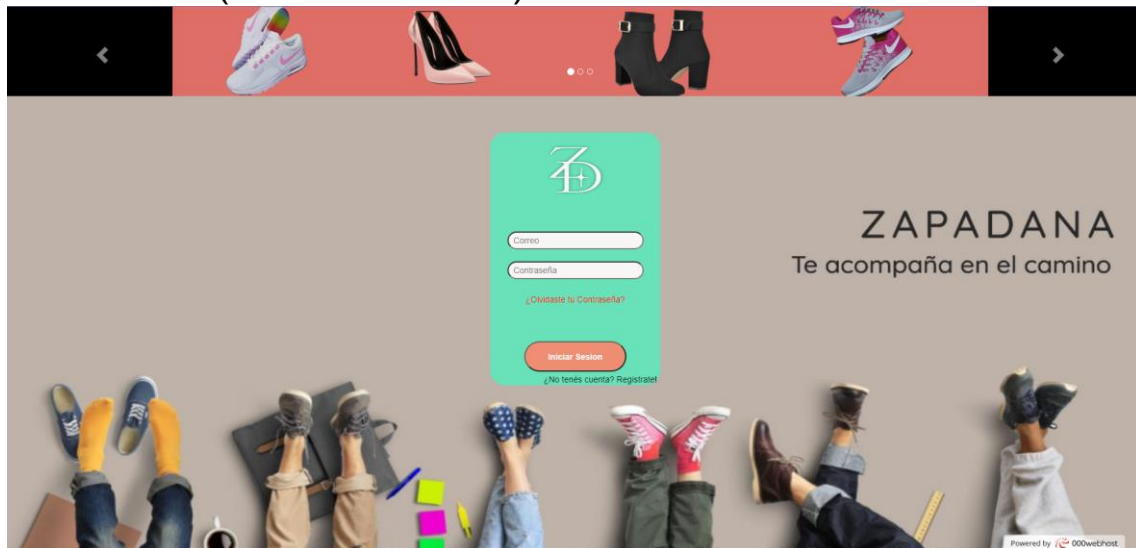 ZD
Correo
Contraseña
¿Olvidaste tu Contraseña?
Iniciar Sesion
¿No tenés cuenta? Registrate!
ZAPADANA
Te acompaña en el camino
Powered by 000webhost